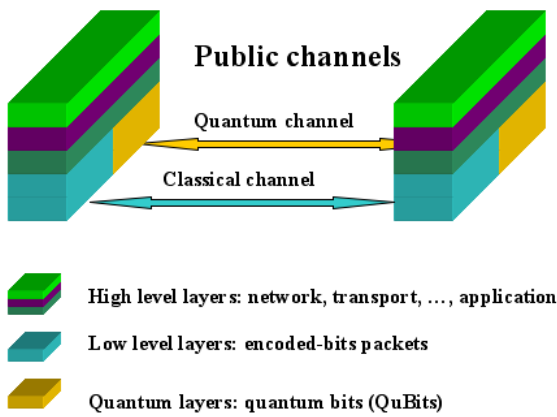 Public channels
Quantum channel
Classical channel
High level layers: network, transport, ..., application
Low level layers: encoded-bits packets
Quantum layers: quantum bits (QuBits)